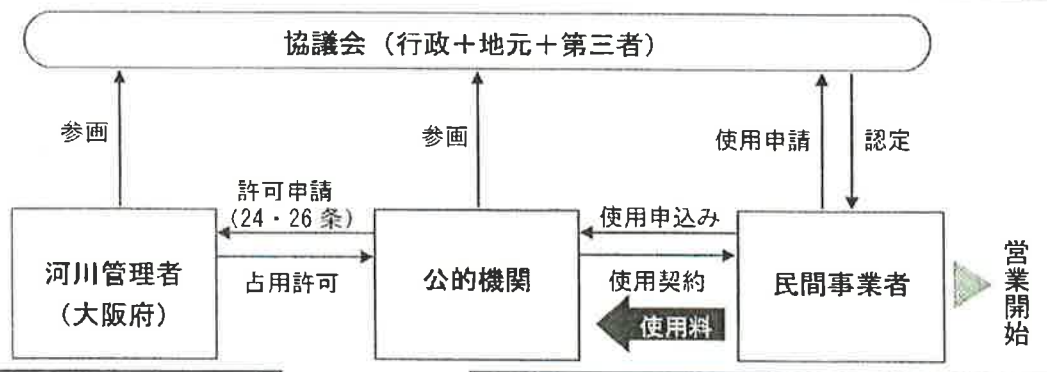 協議会（行政＋地元＋第三者）
参画
参画
使用申請
認定
許可申請
（24・26条）
使用申込み
河川管理者
（大阪府）
占用許可
公的機関
使用契約
使用料
民間事業者
営業開始